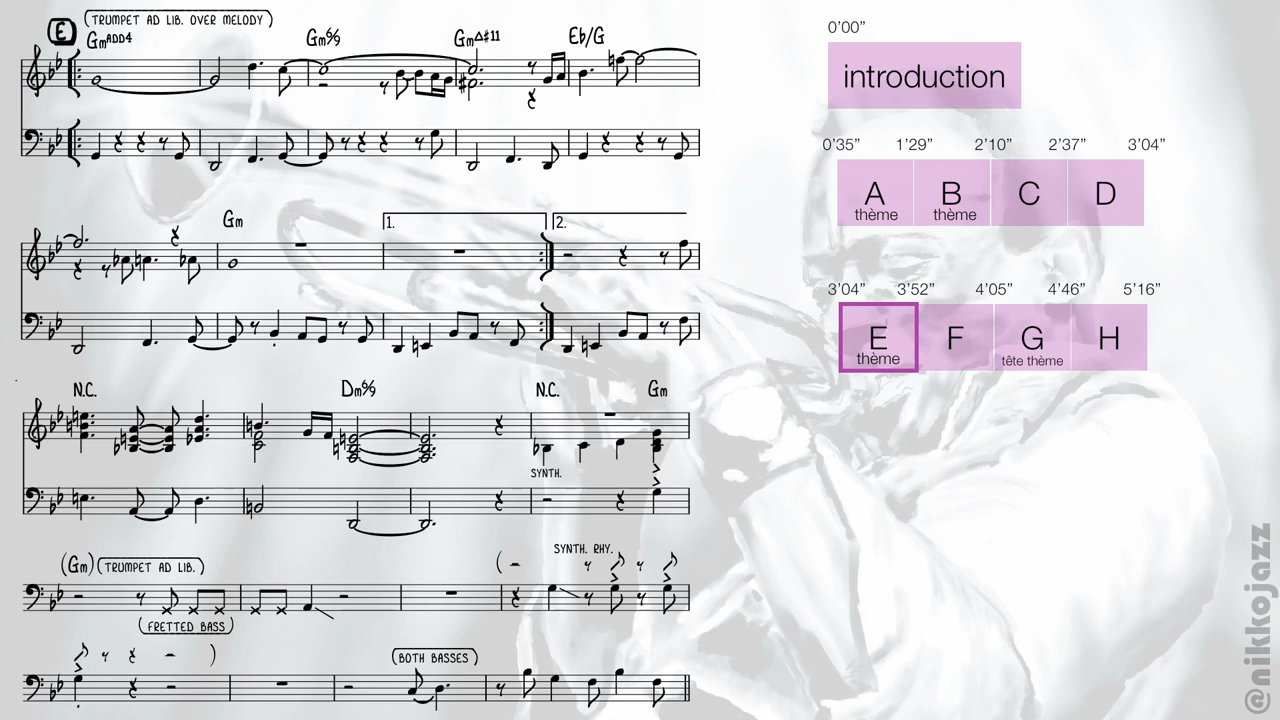 E
(TRUMPET AD LIB. OVER MELODY)
GmADD4 Gm6/9 Gm△#11 Eb/G
Gm 1. 2.
N.C. Dm6/9 N.C. Gm
SYNTH.
(Gm) (TRUMPET AD LIB.) SYNTH. RHY.
(FRETTED BASS)
(BOTH BASSES)
0’00”
introduction
0’35” 1’29” 2’10” 2’37” 3’04”
A B C D
thème thème
3’04” 3’52” 4’05” 4’46” 5’16”
E F G H
thème tête thème
@nikkojazz